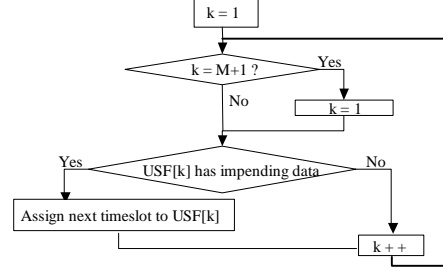 k = 1
k = M+1 ?
Yes
No
k = 1
USF[k] has impending data
Yes
No
Assign next timeslot to USF[k]
k + +